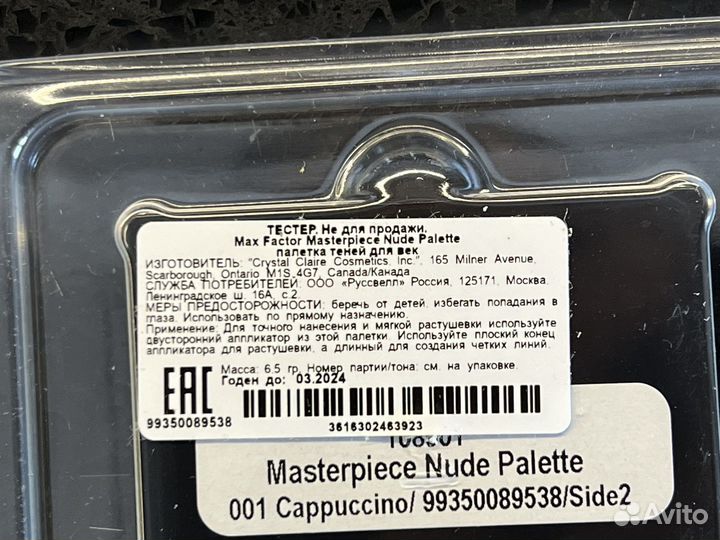 ТЕСТЕР. Не для продажи.
Max Factor Masterpiece Nude Palette
палетка теней для век
ИЗГОТОВИТЕЛЬ: "Crystal Claire Cosmetics, Inc.", 165 Milner Avenue,
Scarborough, Ontario M1S,4G7, Canada/Канада
СЛУЖБА ПОТРЕБИТЕЛЕЙ: ООО «Руссвелл» Россия, 125171, Москва,
Ленинградское ш. 16А, с.2
МЕРЫ ПРЕДОСТОРОЖНОСТИ: беречь от детей, избегать попадания в
глаза. Использовать по прямому назначению.
Применение: Для точного нанесения и мягкой растушевки используйте
двусторонний аппликатор из этой палетки. Используйте плоский конец
аппликатора для растушевки, а длинный для создания четких линий.
Масса: 6.5 гр. Номер партии/тона: см. на упаковке.
Годен до: 03.2024
EAC
99350089538
3616302463923
Masterpiece Nude Palette
001 Cappuccino/ 99350089538/Side2
Avito